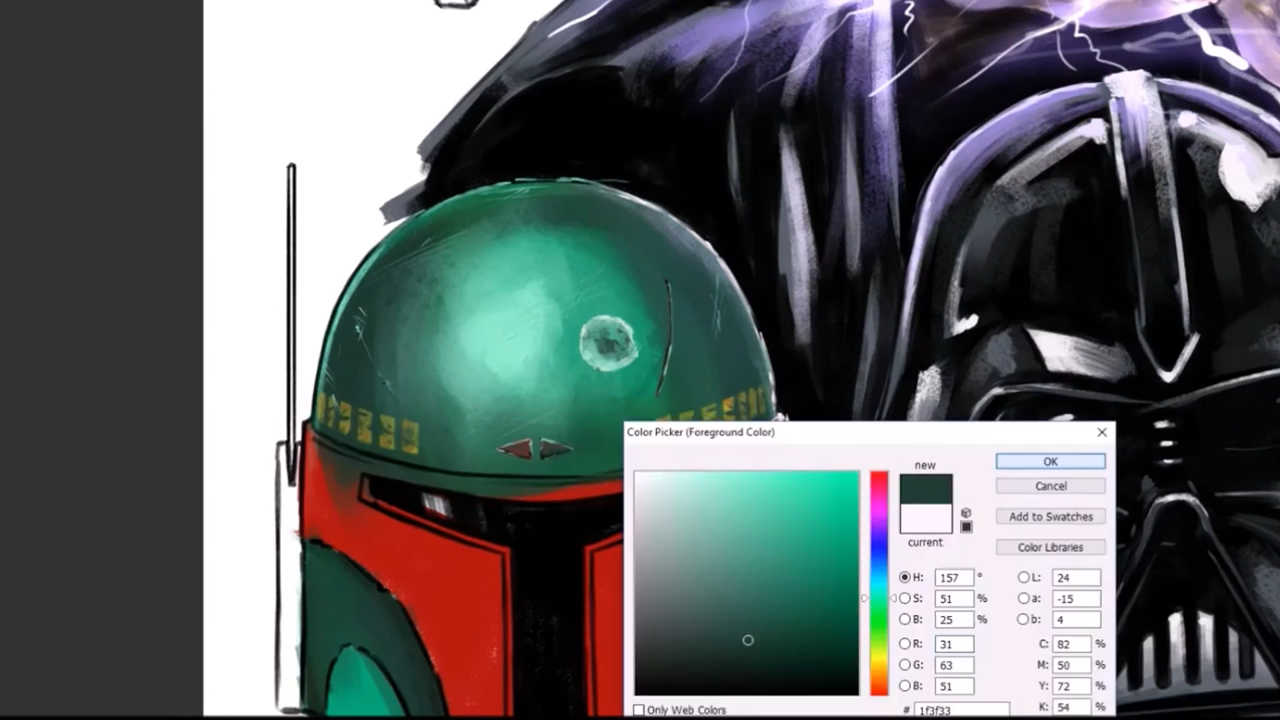 Color Picker (Foreground Color)
new
current
OK
Cancel
Add to Swatches
Color Libraries
H: 157 °
S: 51 %
B: 25 %
R: 31
G: 63
B: 51
L: 24
a: -15
b: 4
C: 82 %
M: 50 %
Y: 72 %
K: 54 %
Only Web Colors
# 1f3f33